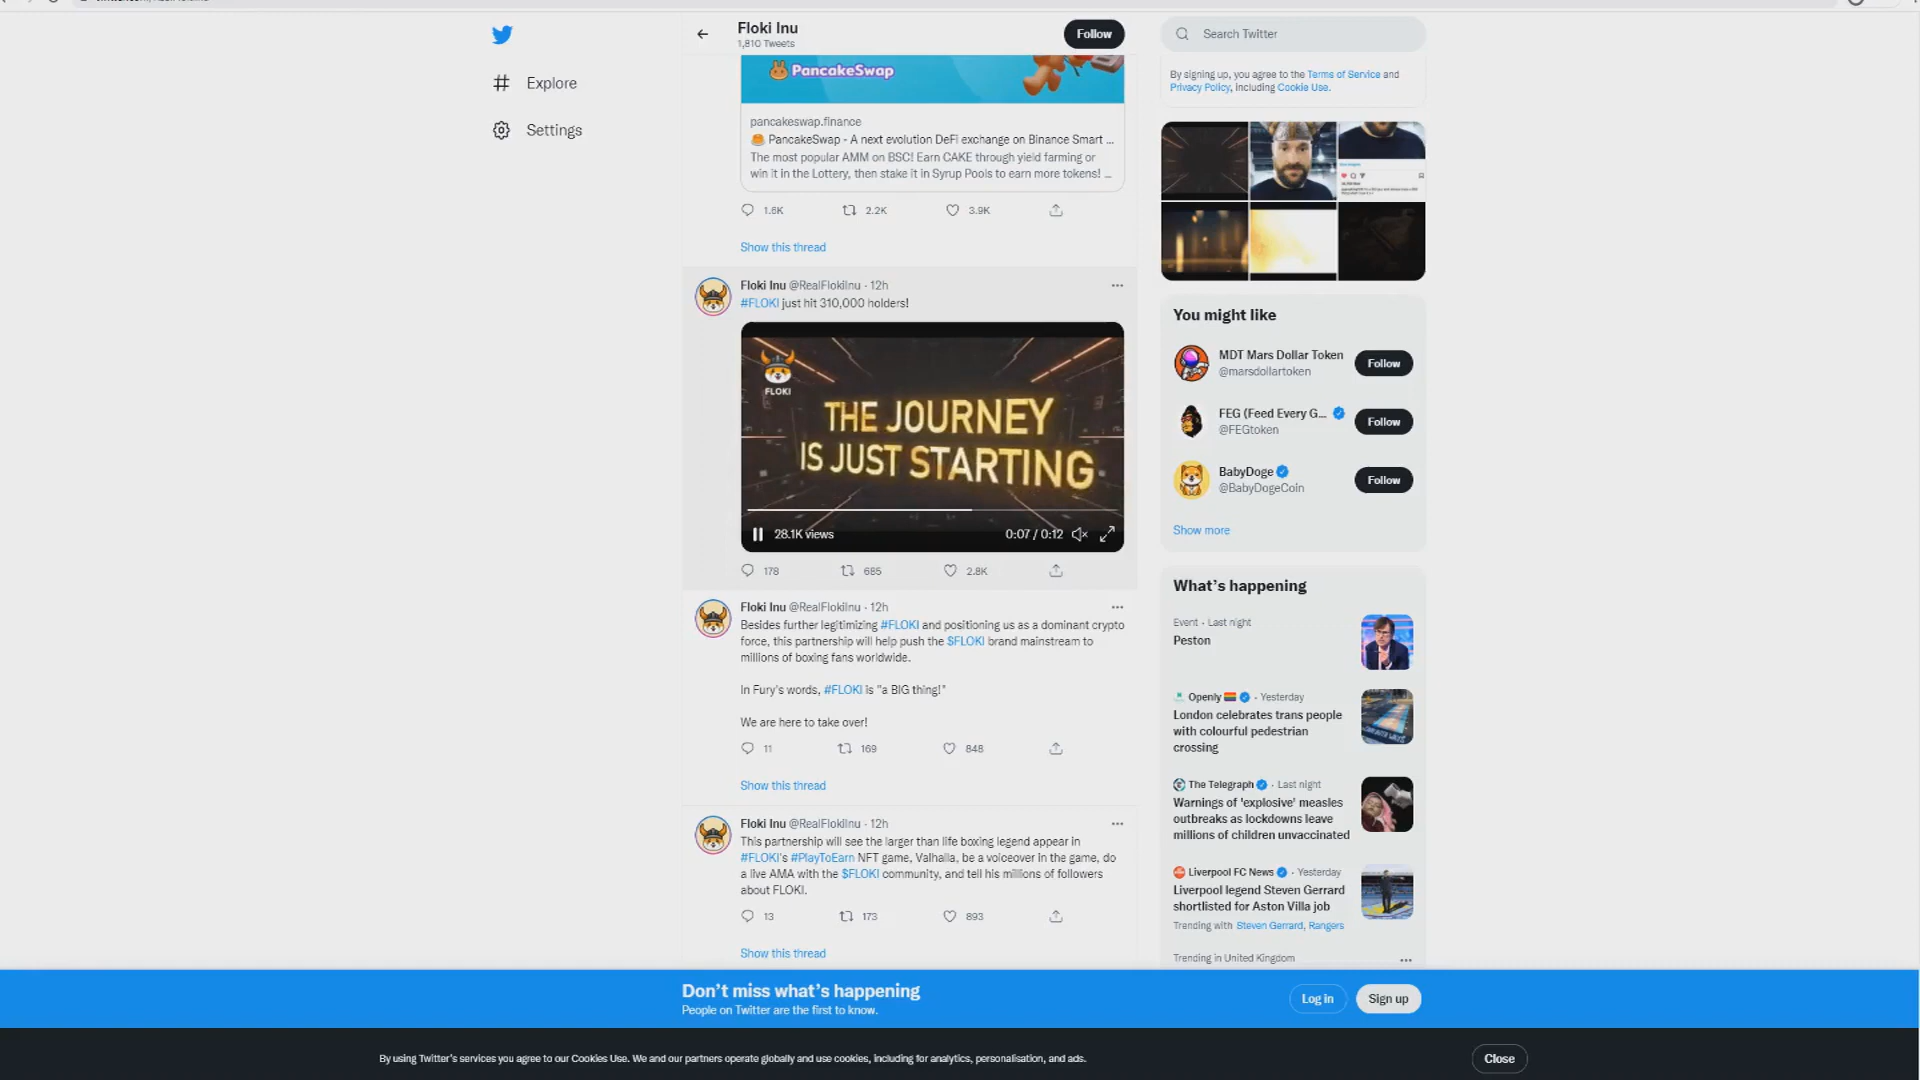 Floki Inu
1,810 Tweets
Follow
Search Twitter
Explore
Settings
PancakeSwap
pancakeswap.finance
PancakeSwap - A next evolution DeFi exchange on Binance Smart ...
The most popular AMM on BSC! Earn CAKE through yield farming or
win it in the Lottery, then stake it in Syrup Pools to earn more tokens! ...
1.6K 2.2K 3.9K
Show this thread
Floki Inu @RealFlokiInu · 12h
#FLOKI just hit 310,000 holders!
FLOKI
THE JOURNEY
IS JUST STARTING
28.1K views 0:07 / 0:12
178 685 2.8K
Floki Inu @RealFlokiInu · 12h
Besides further legitimizing #FLOKI and positioning us as a dominant crypto
force, this partnership will help push the $FLOKI brand mainstream to
millions of boxing fans worldwide.
In Fury's words, #FLOKI is "a BIG thing!"
We are here to take over!
11 169 848
Show this thread
Floki Inu @RealFlokiInu · 12h
This partnership will see the larger than life boxing legend appear in
#FLOKI's #PlayToEarn NFT game, Valhalla, be a voiceover in the game, do
a live AMA with the $FLOKI community, and tell his millions of followers
about FLOKI.
13 173 893
Show this thread
By signing up, you agree to the Terms of Service and
Privacy Policy, including Cookie Use.
You might like
MDT Mars Dollar Token
@marsdollartoken
Follow
FEG (Feed Every G...
@FEGtoken
Follow
BabyDoge
@BabyDogeCoin
Follow
Show more
What's happening
Event · Last night
Peston
Openly · Yesterday
London celebrates trans people
with colourful pedestrian
crossing
The Telegraph · Last night
Warnings of 'explosive' measles
outbreaks as lockdowns leave
millions of children unvaccinated
Liverpool FC News · Yesterday
Liverpool legend Steven Gerrard
shortlisted for Aston Villa job
Trending with Steven Gerrard, Rangers
Trending in United Kingdom
Don't miss what's happening
People on Twitter are the first to know.
Log in
Sign up
By using Twitter's services you agree to our Cookies Use. We and our partners operate globally and use cookies, including for analytics, personalisation, and ads.
Close